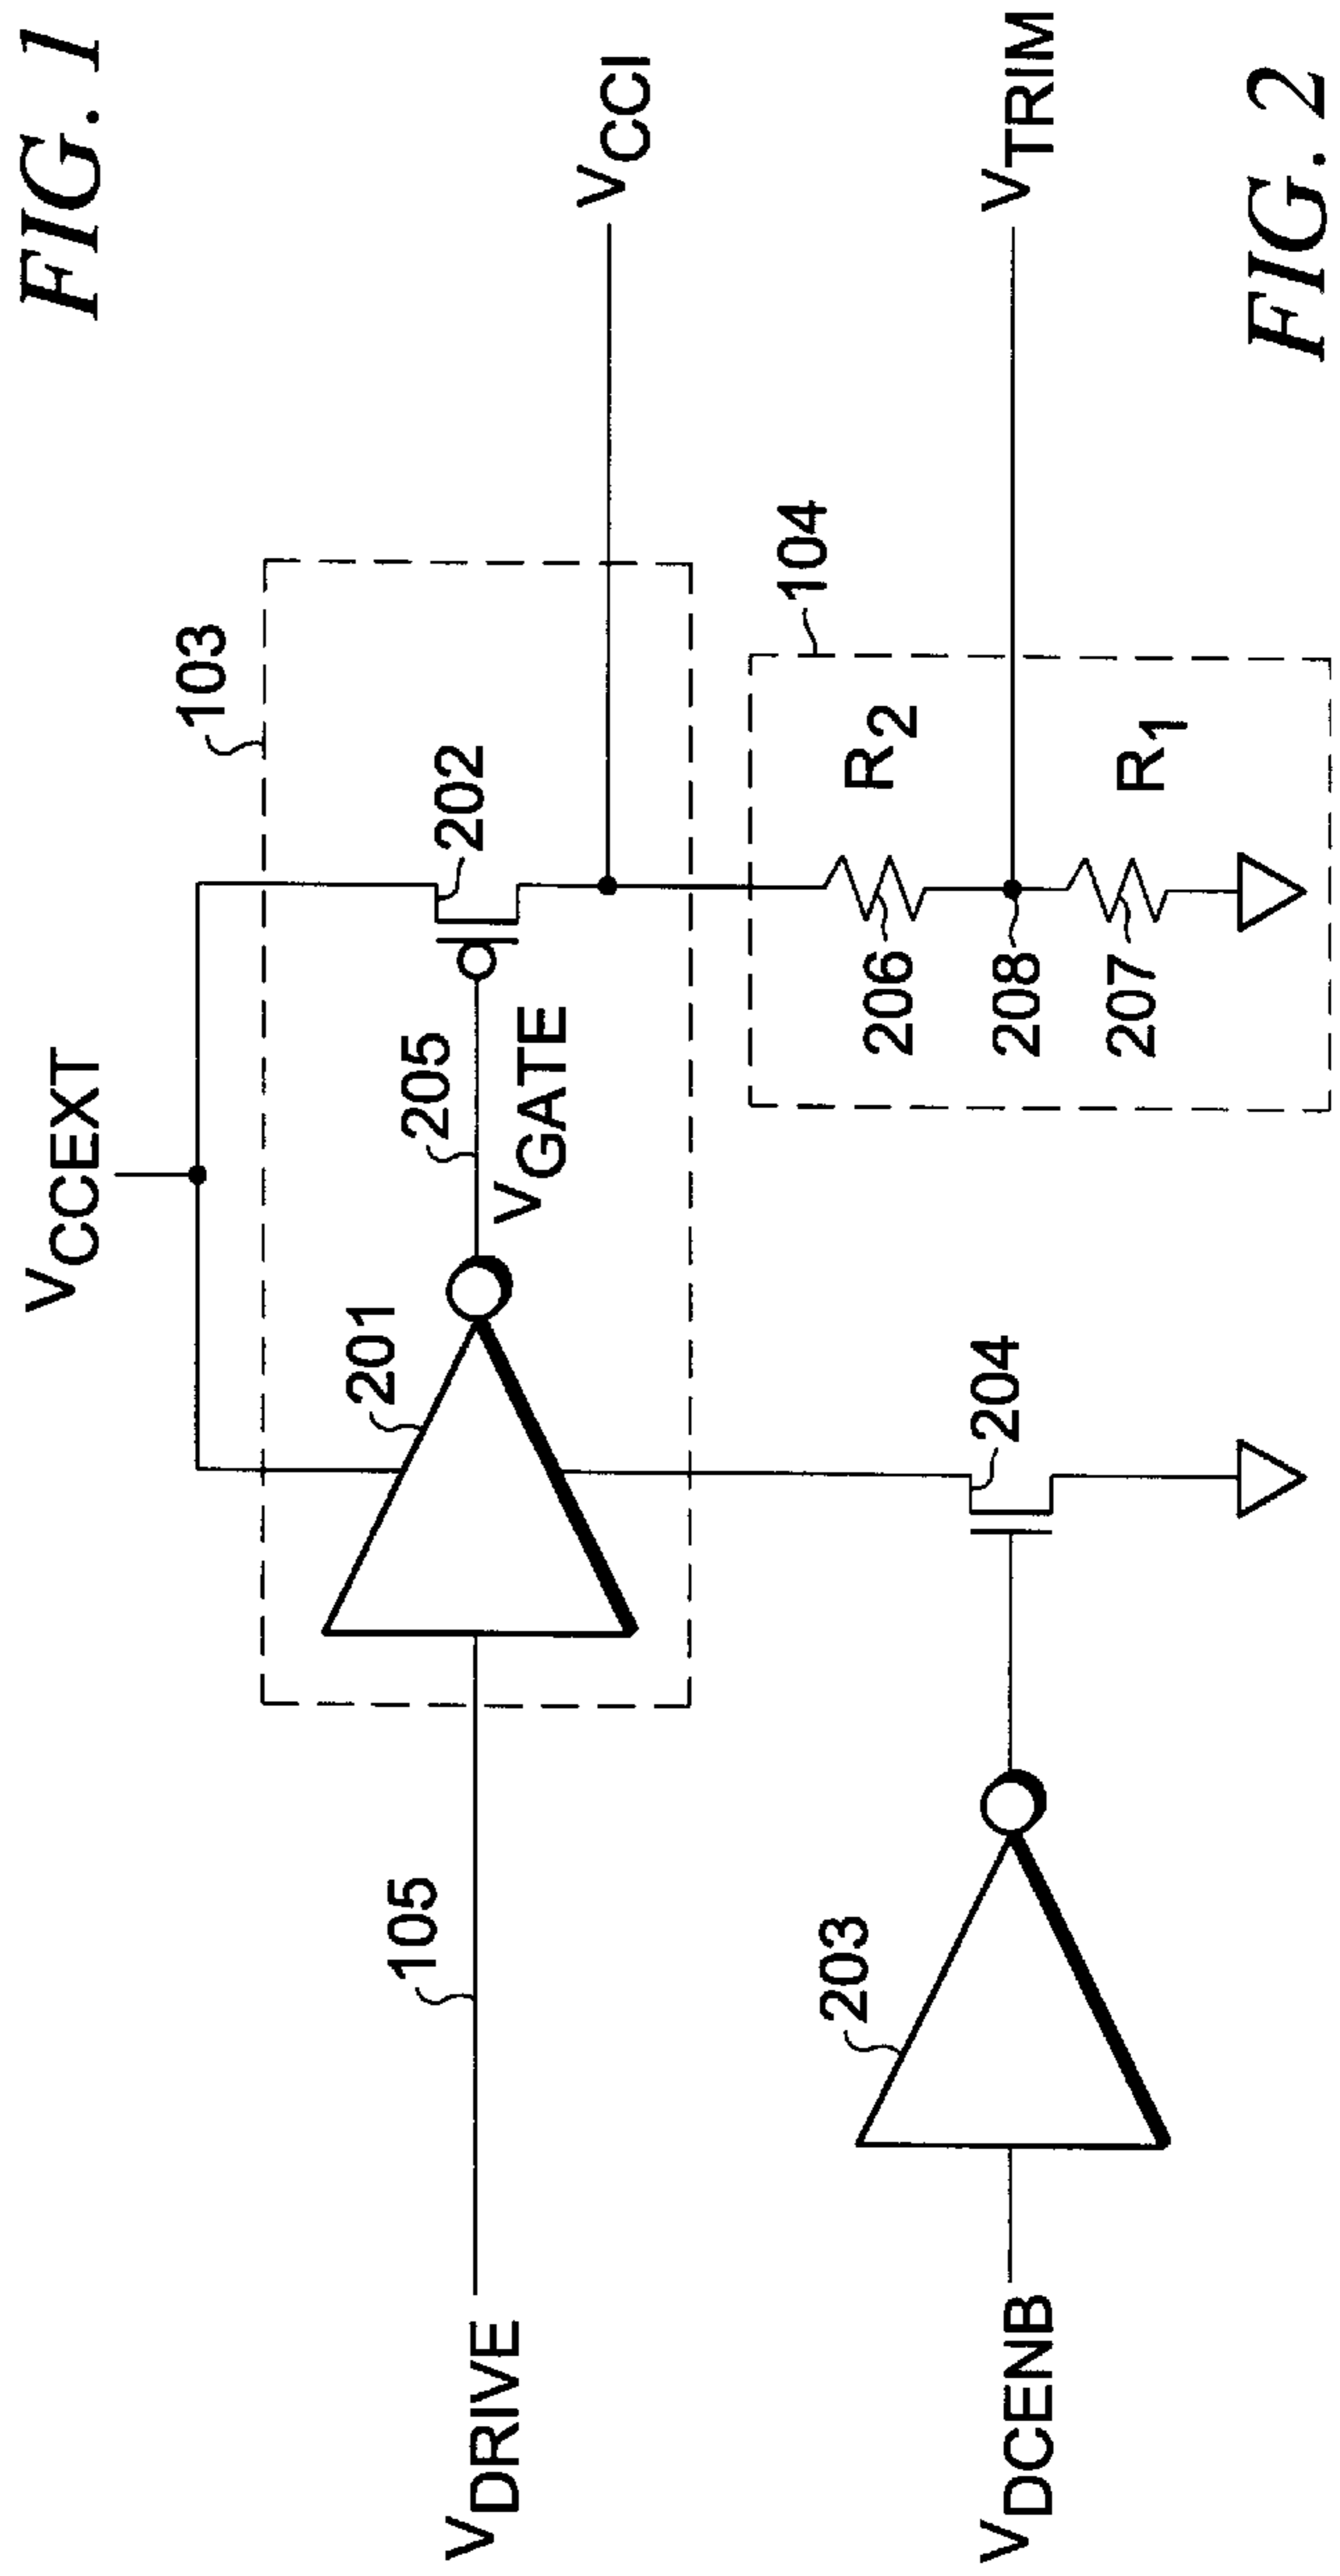 FIG. 1
VCCEXT
103
201
205
202
VDRIVE
105
VGATE
VCCI
203
204
104
206
R2
VDCENB
208
VTRIM
207
R1
FIG. 2